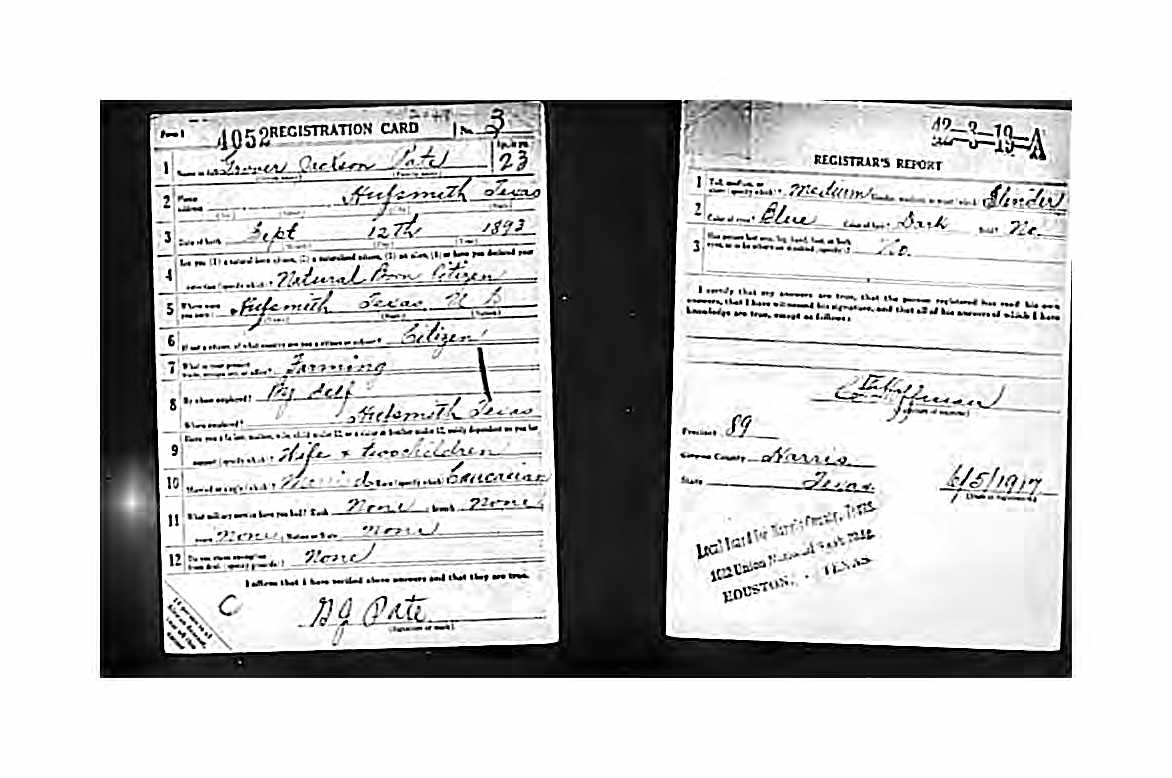 Form 1 4052 REGISTRATION CARD No. 3
1 Name in full Grover Jackson Pate 23
2 Home address Hufsmith Texas
3 Date of birth Sept 12th 1893
4 Are you (1) a natural born citizen, (2) a naturalized citizen, (3) an alien, (4) or have you declared your
intention (specify which)? Natural Born Citizen
5 Where were you born? Hufsmith Texas U S
6 If not a citizen, of what country are you a citizen or subject? Citizen
7 What is your present trade, occupation, or office? Farming
8 By whom employed? By Self
Where employed? Hufsmith Texas
9 Have you a father, mother, wife, child under 12, or a sister or brother under 12, solely dependent on you for
support (specify which)? Wife & two children
10 Married or single (which)? Married Race (specify which)? Caucasian
11 What military service have you had? Rank None branch None
years None Nation or State None
12 Do you claim exemption from draft (specify grounds)? None
I affirm that I have verified above answers and that they are true.
G J Pate
(Signature or mark)
C
42-3-19-A
REGISTRAR'S REPORT
1 Tall, medium, or short (specify which)? Medium Slender, medium, or stout (which)? Slender
2 Color of eyes? Blue Color of hair? Dark Bald? No.
3 Has person lost arm, leg, hand, foot, or both eyes, or is he otherwise disabled (specify)? No.
I certify that my answers are true, that the person registered has read his own
answers, that I have witnessed his signature, and that all of his answers of which I have
knowledge are true, except as follows:
Hoffman
(Signature of registrar)
Precinct 89
City or County Harris
State Texas 6/5/1917
(Date of registration)
Local Board for Harris County, Texas,
1012 Union National Bank Bldg.
HOUSTON, - TEXAS